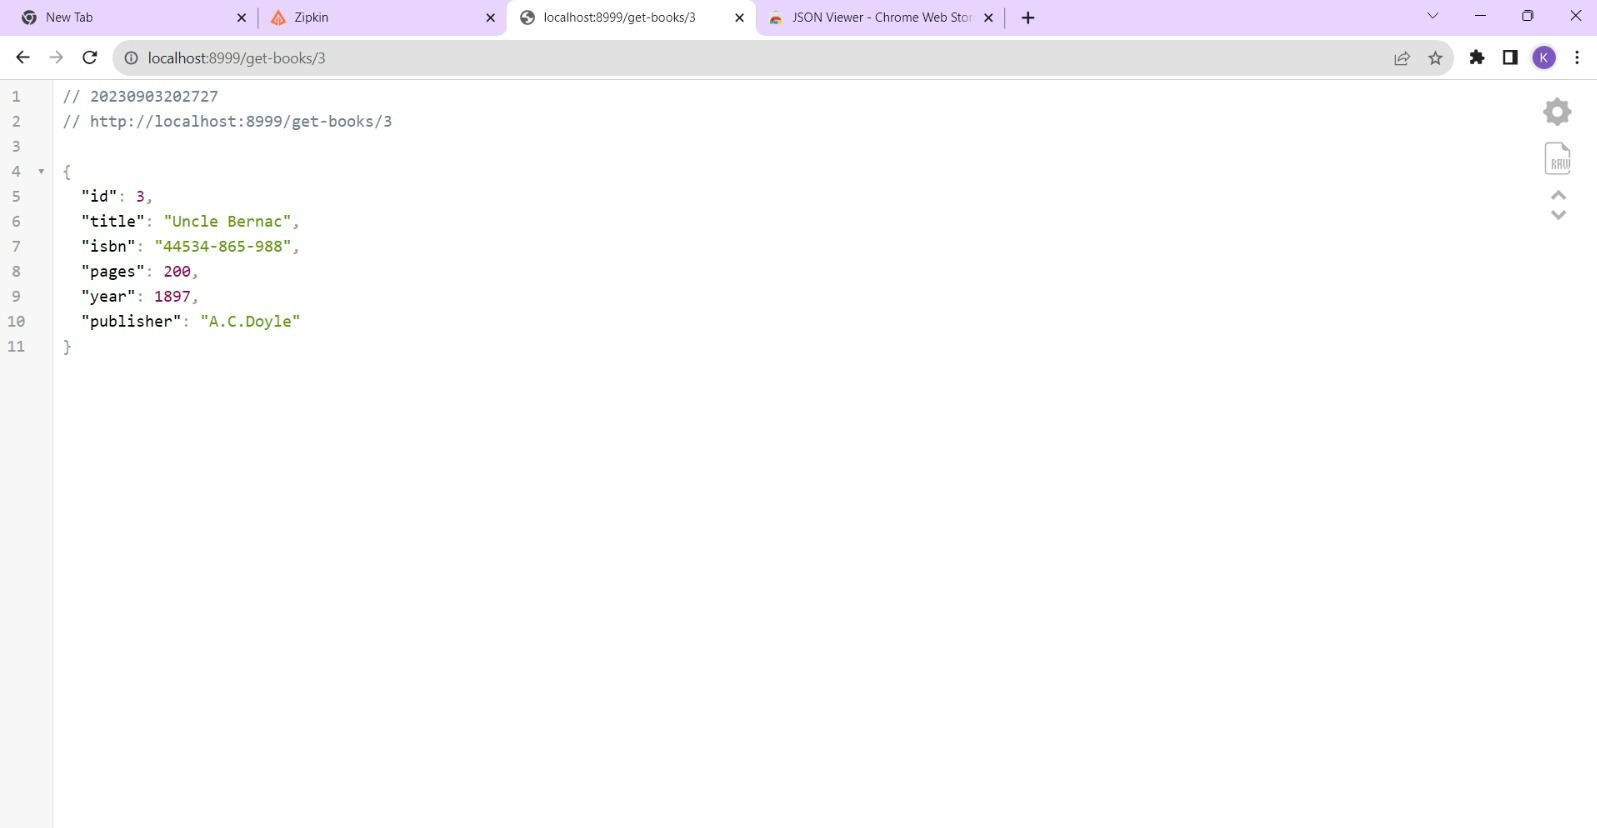 New Tab
Zipkin
localhost:8999/get-books/3
JSON Viewer - Chrome Web Stor
localhost:8999/get-books/3
K
1 // 20230903202727
2 // http://localhost:8999/get-books/3
3
4 {
5 "id": 3,
6 "title": "Uncle Bernac",
7 "isbn": "44534-865-988",
8 "pages": 200,
9 "year": 1897,
10 "publisher": "A.C.Doyle"
11 }
RAW